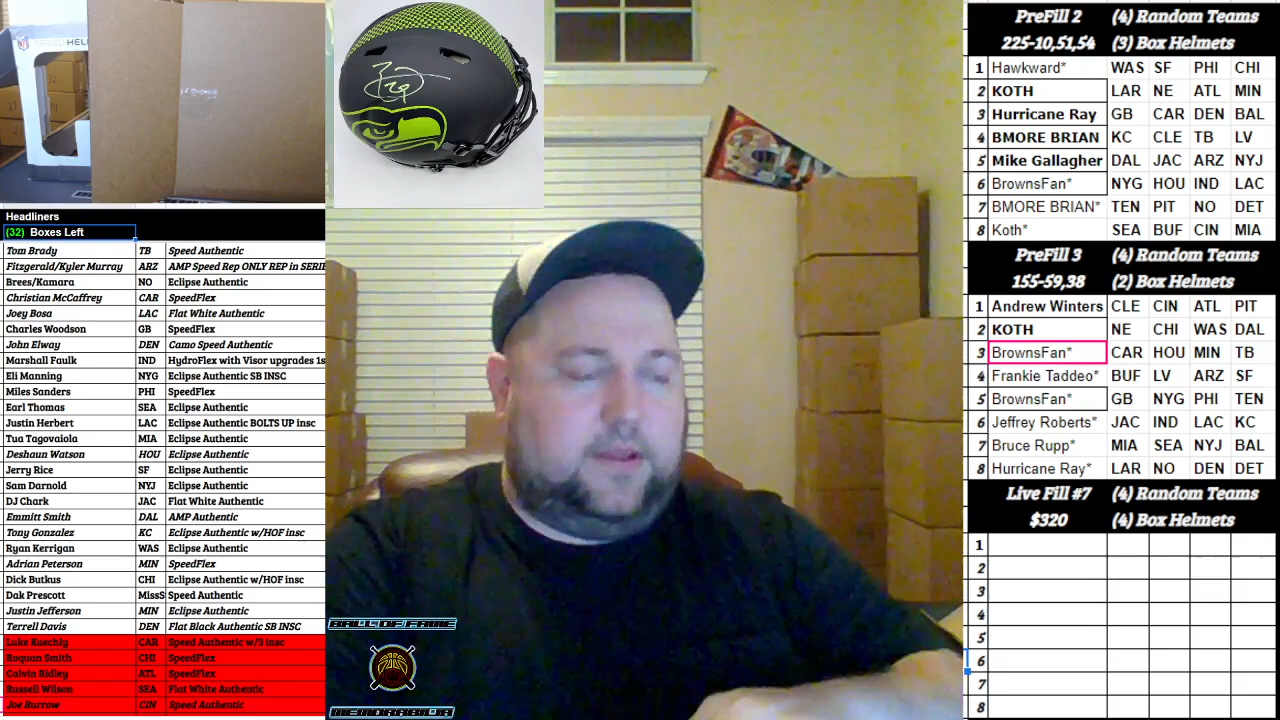 Headliners
(32) Boxes Left
Tom Brady TB Speed Authentic
Fitzgerald/Kyler Murray ARZ AMP Speed Rep ONLY REP in SERIE
Brees/Kamara NO Eclipse Authentic
Christian McCaffrey CAR SpeedFlex
Joey Bosa LAC Flat White Authentic
Charles Woodson GB SpeedFlex
John Elway DEN Camo Speed Authentic
Marshall Faulk IND HydroFlex with Visor upgrades 1s
Eli Manning NYG Eclipse Authentic SB INSC
Miles Sanders PHI SpeedFlex
Earl Thomas SEA Eclipse Authentic
Justin Herbert LAC Eclipse Authentic BOLTS UP insc
Tua Tagovaiola MIA Eclipse Authentic
Deshaun Watson HOU Eclipse Authentic
Jerry Rice SF Eclipse Authentic
Sam Darnold NYJ Eclipse Authentic
DJ Chark JAC Flat White Authentic
Emmitt Smith DAL AMP Authentic
Tony Gonzalez KC Eclipse Authentic w/HOF insc
Ryan Kerrigan WAS Eclipse Authentic
Adrian Peterson MIN SpeedFlex
Dick Butkus CHI Eclipse Authentic w/HOF insc
Dak Prescott MissS Speed Authentic
Justin Jefferson MIN Eclipse Authentic
Terrell Davis DEN Flat Black Authentic SB INSC
Luke Kuechly CAR Speed Authentic w/3 insc
Roquan Smith CHI SpeedFlex
Calvin Ridley ATL SpeedFlex
Russell Wilson SEA Flat White Authentic
Joe Burrow CIN Speed Authentic
BALL OF FAME
MEMORABILIA
PreFill 2 (4) Random Teams
225-10,51,54 (3) Box Helmets
1 Hawkward* WAS SF PHI CHI
2 KOTH LAR NE ATL MIN
3 Hurricane Ray GB CAR DEN BAL
4 BMORE BRIAN KC CLE TB LV
5 Mike Gallagher DAL JAC ARZ NYJ
6 BrownsFan* NYG HOU IND LAC
7 BMORE BRIAN* TEN PIT NO DET
8 Koth* SEA BUF CIN MIA
PreFill 3 (4) Random Teams
155-59,38 (2) Box Helmets
1 Andrew Winters CLE CIN ATL PIT
2 KOTH NE CHI WAS DAL
3 BrownsFan* CAR HOU MIN TB
4 Frankie Taddeo* BUF LV ARZ SF
5 BrownsFan* GB NYG PHI TEN
6 Jeffrey Roberts* JAC IND LAC KC
7 Bruce Rupp* MIA SEA NYJ BAL
8 Hurricane Ray* LAR NO DEN DET
Live Fill #7 (4) Random Teams
$320 (4) Box Helmets
1
2
3
4
5
6
7
8